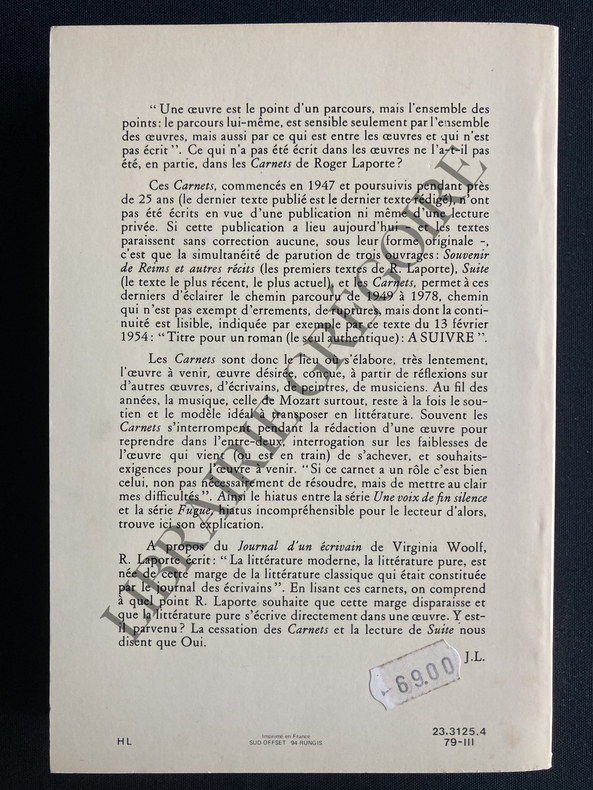 “ Une œuvre est le point d'un parcours, mais l'ensemble des
points : le parcours lui-même, est sensible seulement par l'ensemble
des œuvres, mais aussi par ce qui est entre les œuvres et qui n'est
pas écrit ”. Ce qui n'a pas été écrit dans les œuvres ne l'a-t-il pas
été, en partie, dans les Carnets de Roger Laporte ?
Ces Carnets, commencés en 1947 et poursuivis pendant près
de 25 ans (le dernier texte publié est le dernier texte rédigé), n'ont
pas été écrits en vue d'une publication ni même d'une lecture
privée. Si cette publication a lieu aujourd'hui - et les textes
paraissent sans correction aucune, sous leur forme originale -,
c'est que la simultanéité de parution de trois ouvrages : Souvenir
de Reims et autres récits (les premiers textes de R. Laporte), Suite
(le texte le plus récent, le plus actuel), et les Carnets, permet à ces
derniers d'éclairer le chemin parcouru de 1949 à 1978, chemin
qui n'est pas exempt d'errements, de ruptures, mais dont la conti-
nuité est lisible, indiquée par exemple par ce texte du 13 février
1954 : “Titre pour un roman (le seul authentique) : A SUIVRE ”.
Les Carnets sont donc le lieu où s'élabore, très lentement,
l'œuvre à venir, œuvre désirée, conçue, à partir de réflexions sur
d'autres œuvres, d'écrivains, de peintres, de musiciens. Au fil des
années, la musique, celle de Mozart surtout, reste à la fois le sou-
tien et le modèle idéal à transposer en littérature. Souvent les
Carnets s'interrompent pendant la rédaction d'une œuvre pour
reprendre dans l'entre-deux, interrogation sur les faiblesses de
l'œuvre qui vient (ou est en train) de s'achever, et souhaits-
exigences pour l'œuvre à venir. “Si ce carnet a un rôle c'est bien
celui, non pas nécessairement de résoudre, mais de mettre au clair
mes difficultés”. Ainsi le hiatus entre la série Une voix de fin silence
et la série Fugue, hiatus incompréhensible pour le lecteur d'alors,
trouve ici son explication.
A propos du Journal d'un écrivain de Virginia Woolf,
R. Laporte écrit : “La littérature moderne, la littérature pure, est
née de cette marge de la littérature classique qui était constituée
par le journal des écrivains”. En lisant ces carnets, on comprend
à quel point R. Laporte souhaite que cette marge disparaisse et
que la littérature pure s'écrive directement dans une œuvre. Y est-
il parvenu ? La cessation des Carnets et la lecture de Suite nous
disent que Oui.
J.L.
69.00
HL
Imprimé en France
SUD OFFSET - 94 RUNGIS
23.3125.4
79-III
LIBRAIRIE GREGOIRE